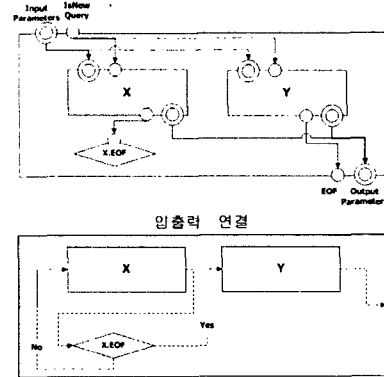 Input IsNew
Parameters Query
X Y
X.EOF
EOF Output
Parameter
입출력 연결
X Y
Yes
No X.EOF